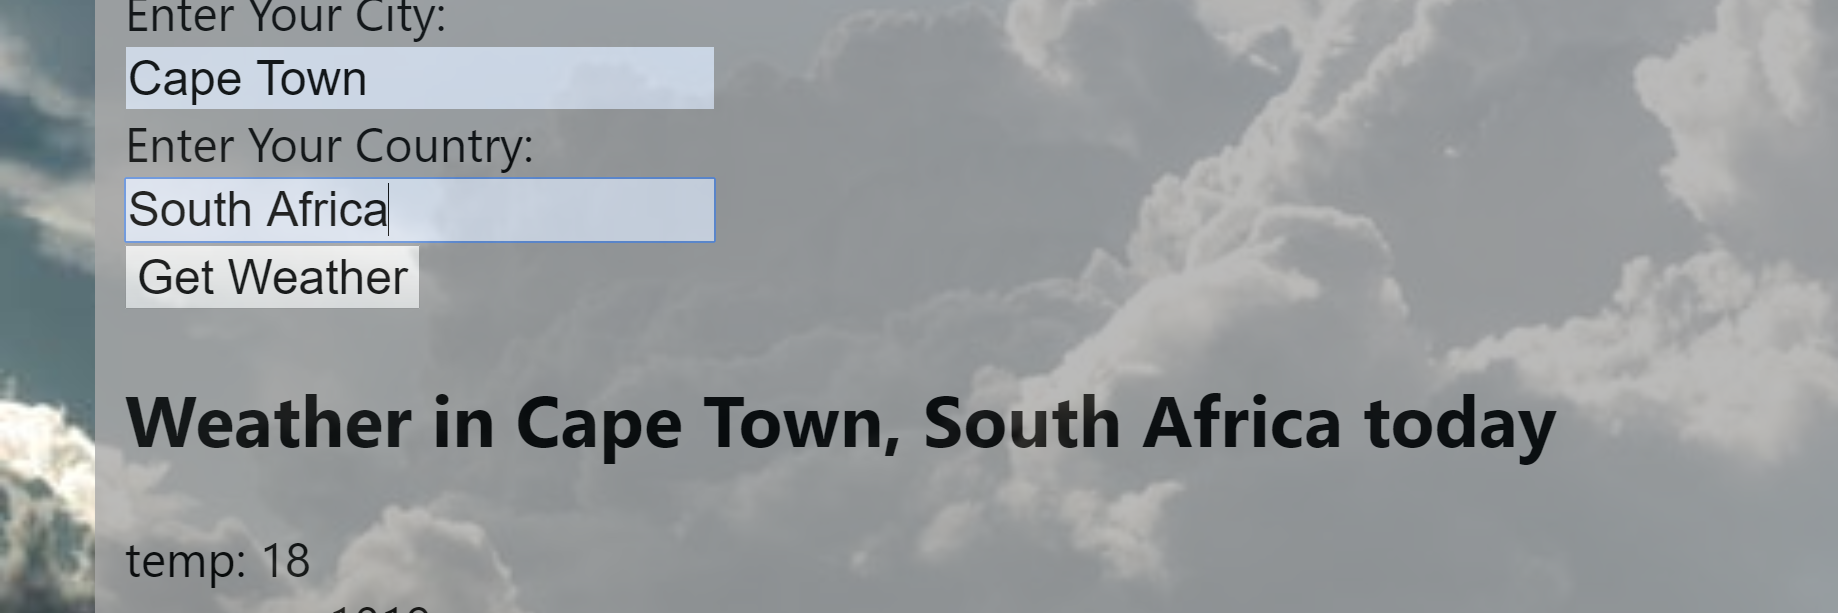 Enter Your City:
Cape Town
Enter Your Country:
South Africa
Get Weather
Weather in Cape Town, South Africa today
temp: 18